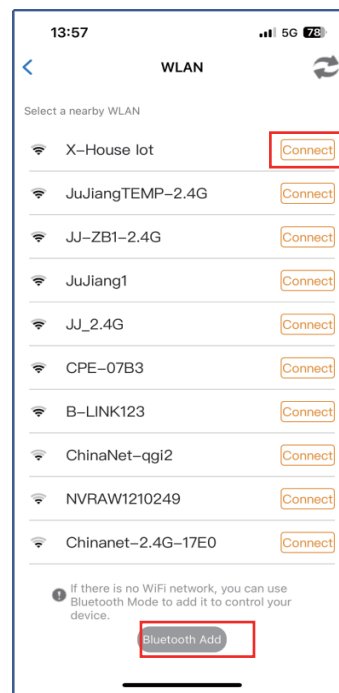 13:57 5G 78
WLAN
Select a nearby WLAN
X-House lot Connect
JuJiangTEMP-2.4G Connect
JJ-ZB1-2.4G Connect
JuJiang1 Connect
JJ_2.4G Connect
CPE-07B3 Connect
B-LINK123 Connect
ChinaNet-qgi2 Connect
NVRAW1210249 Connect
Chinanet-2.4G-17E0 Connect
If there is no WiFi network, you can use
Bluetooth Mode to add it to control your
device.
Bluetooth Add